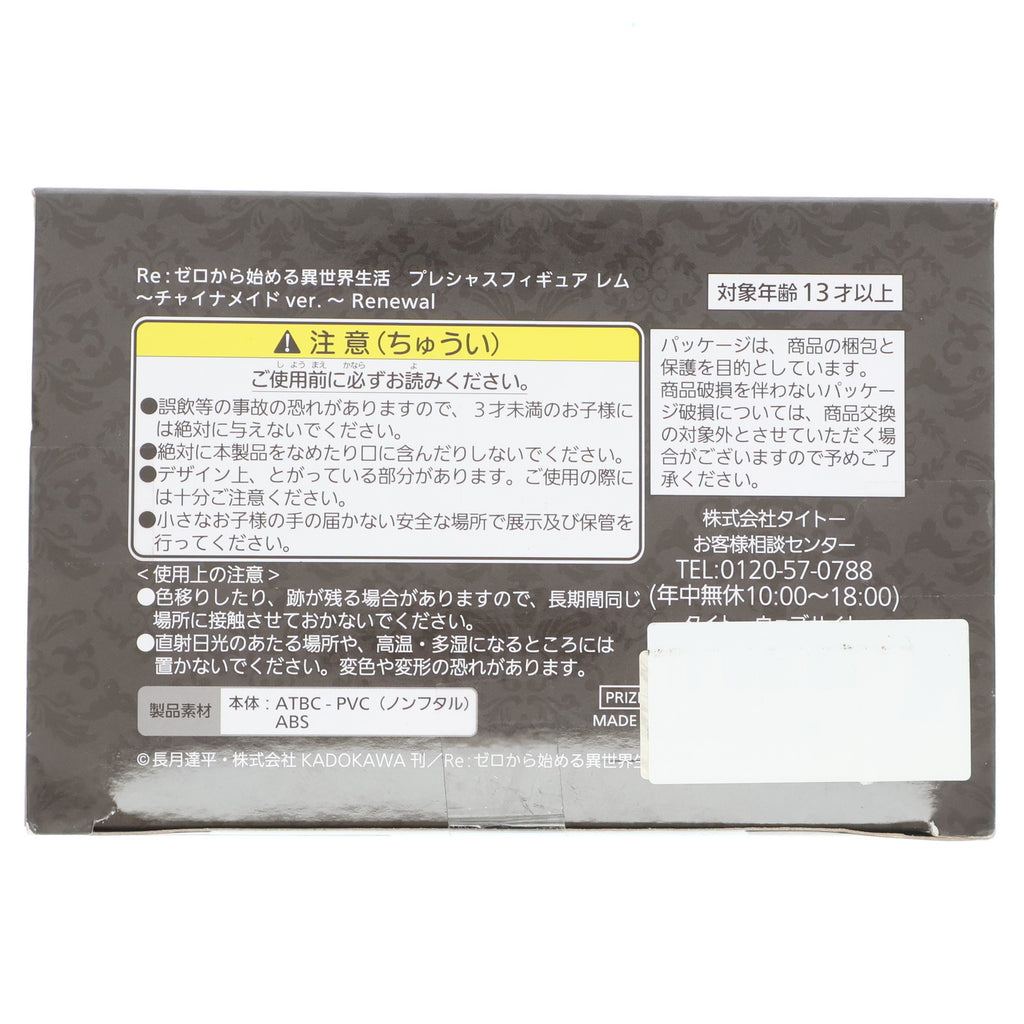 Re:ゼロから始める異世界生活　プレシャスフィギュア レム
～チャイナメイド ver.～ Renewal
対象年齢 13 才以上
注意(ちゅうい)
しようまえ かなら よ
ご使用前に必ずお読みください。
●誤飲等の事故の恐れがありますので、３才未満のお子様に
は絶対に与えないでください。
●絶対に本製品をなめたり口に含んだりしないでください。
●デザイン上、とがっている部分があります。ご使用の際に
は十分ご注意ください。
●小さなお子様の手の届かない安全な場所で展示及び保管を
行ってください。
パッケージは、商品の梱包と
保護を目的としています。
商品破損を伴わないパッケー
ジ破損については、商品交換
の対象外とさせていただく場
合がございますので予めご了
承ください。
株式会社タイトー
お客様相談センター
TEL:0120-57-0788
(年中無休10:00～18:00)
＜使用上の注意＞
●色移りしたり、跡が残る場合がありますので、長期間同じ
場所に接触させておかないでください。
●直射日光のあたる場所や、高温・多湿になるところには
置かないでください。変色や変形の恐れがあります。
製品素材
本体：ATBC - PVC（ノンフタル）
ABS
MADE
©長月達平・株式会社 KADOKAWA 刊／Re:ゼロから始める異世界